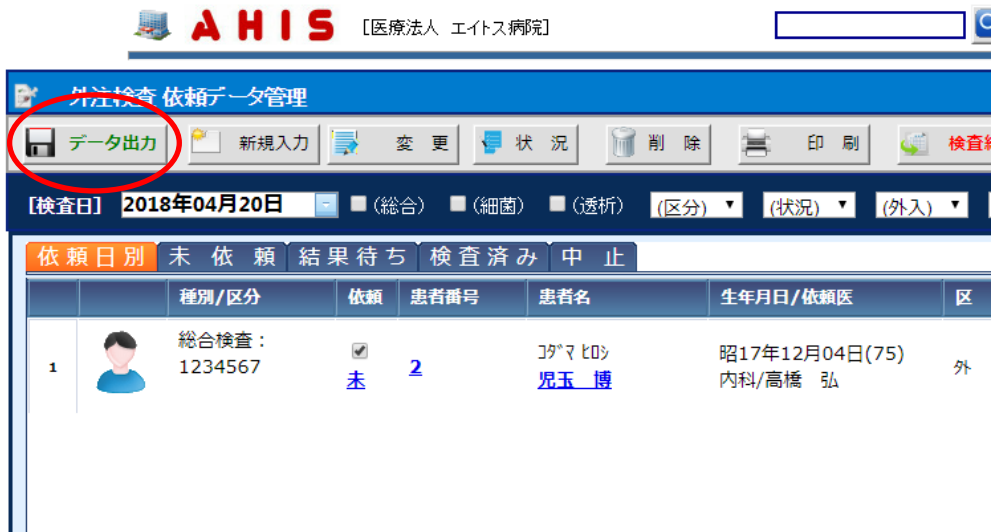 AHIS [医療法人 エイトス病院]
外注検査 依頼データ管理
データ出力 新規入力 変 更 状 況 削 除 印 刷 検査
[検査日] 2018年04月20日 (総合) (細菌) (透析) (区分) ▼ (状況) ▼ (外入) ▼
依頼日別 未 依 頼 結果待ち 検査済み 中 止
種別/区分 依頼 患者番号 患者名 生年月日/依頼医 区
1 総合検査： ｺﾀﾞﾏ ﾋﾛｼ 昭17年12月04日(75) 外
1234567 未 2 児玉 博 内科/高橋 弘